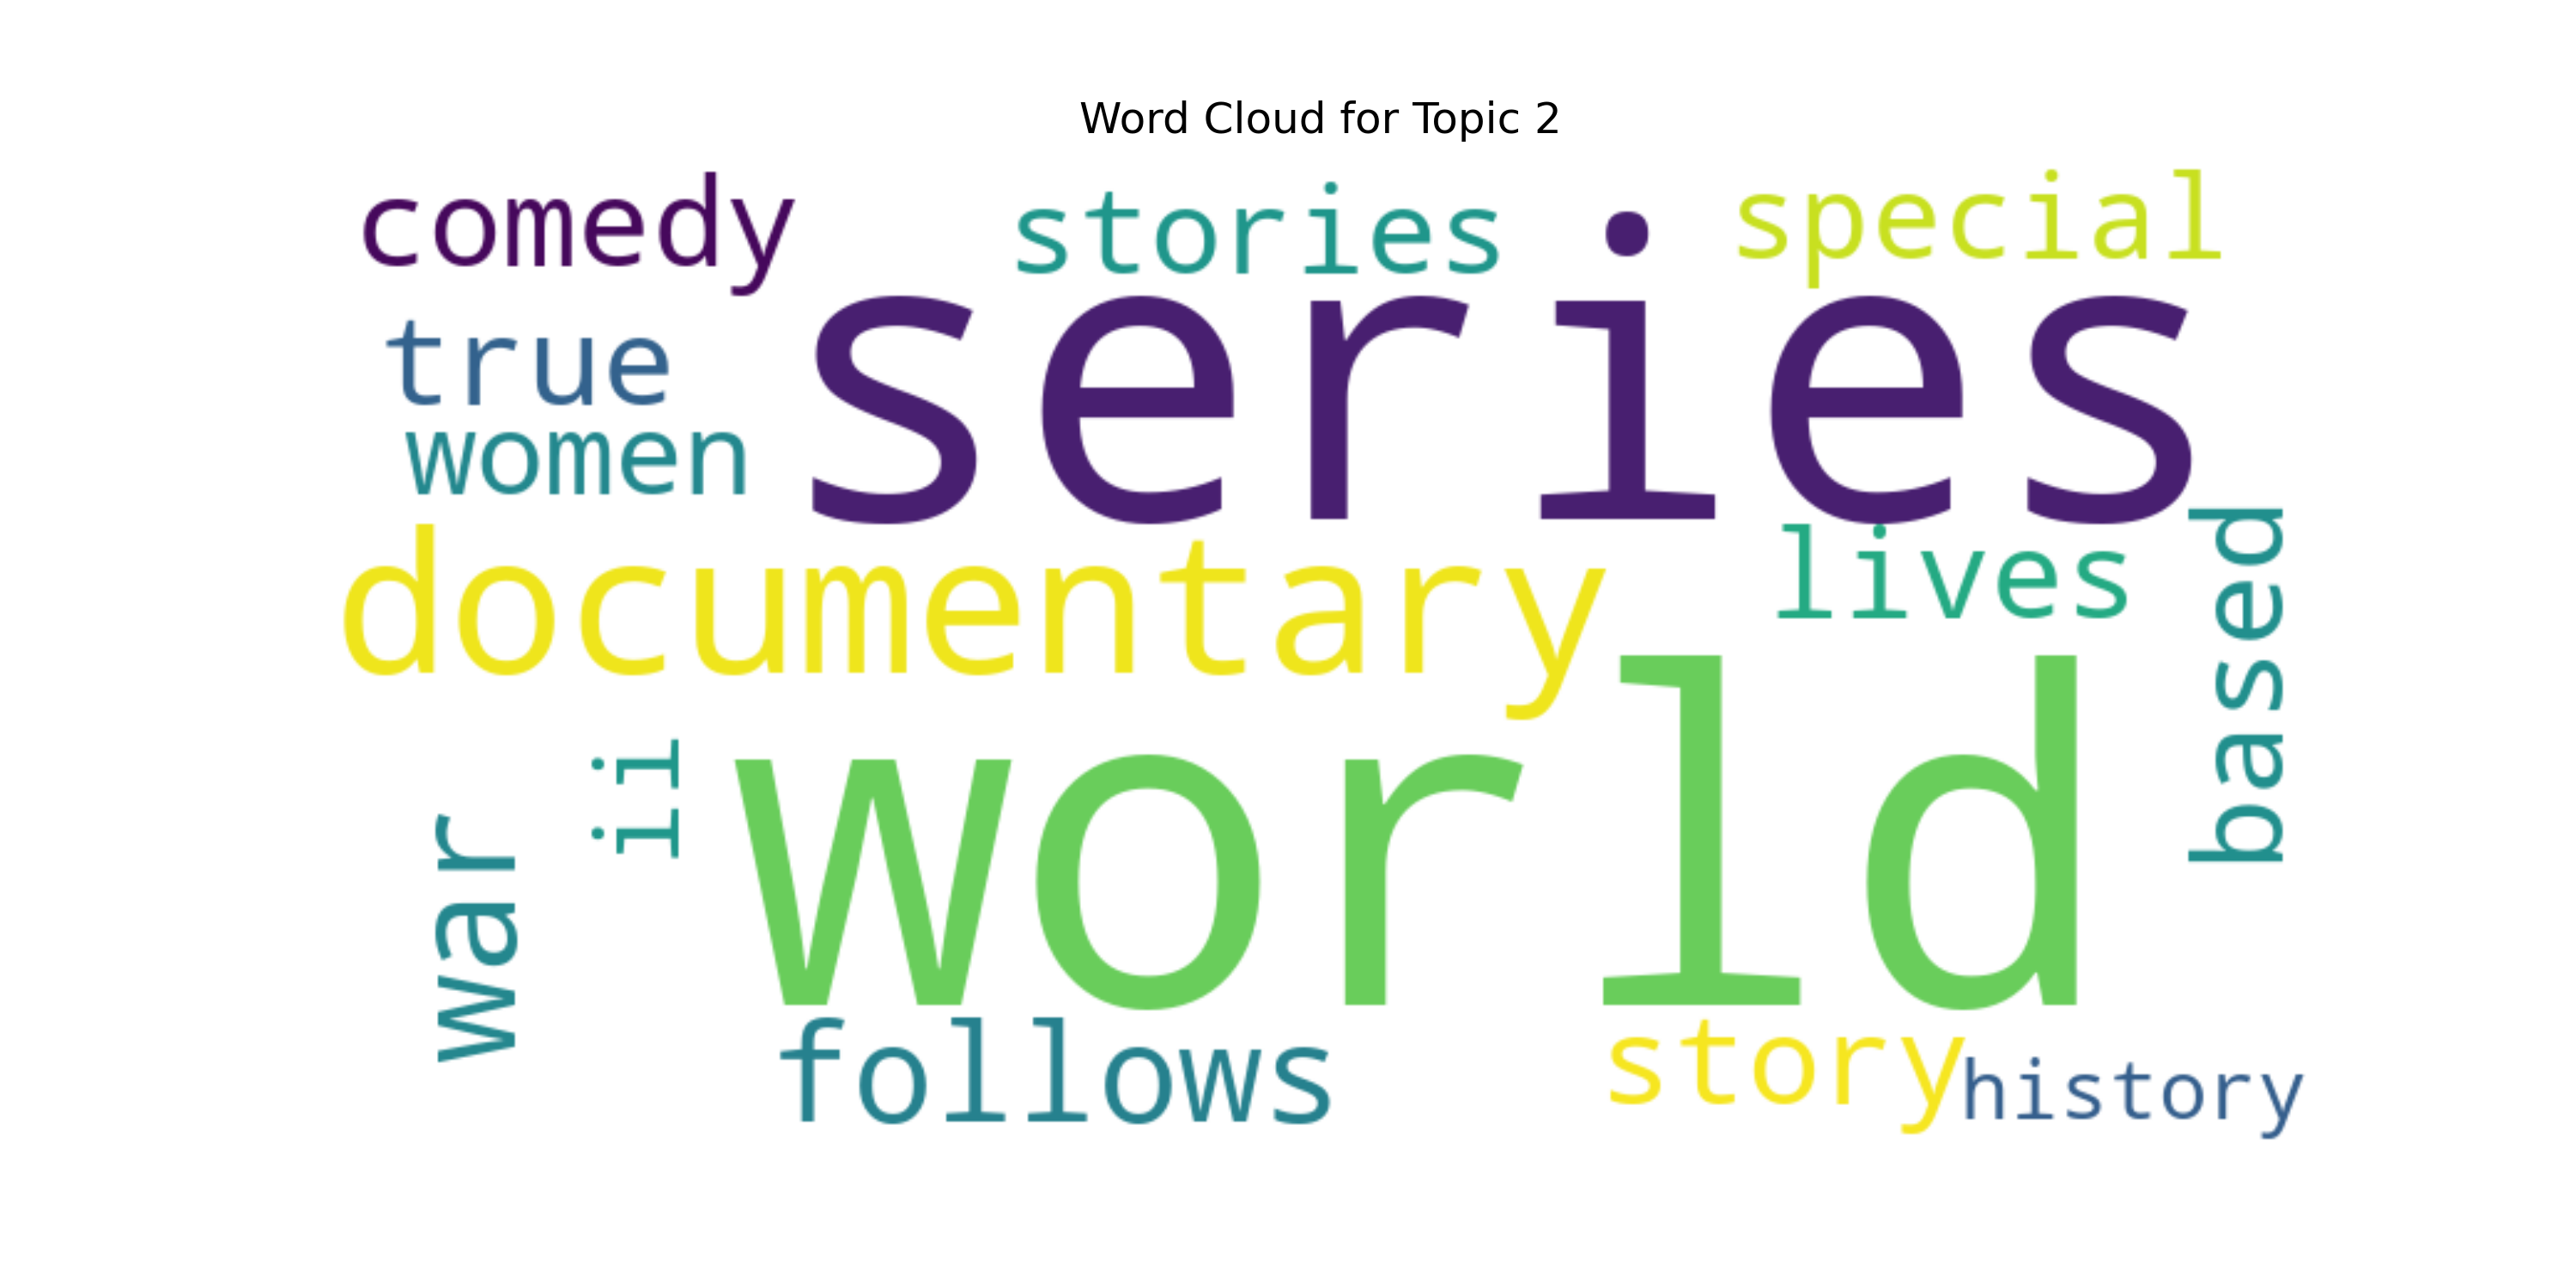 Word Cloud for Topic 2
comedy
stories
special
true
series
women
documentary
lives
based
ii
world
war
follows
story
history